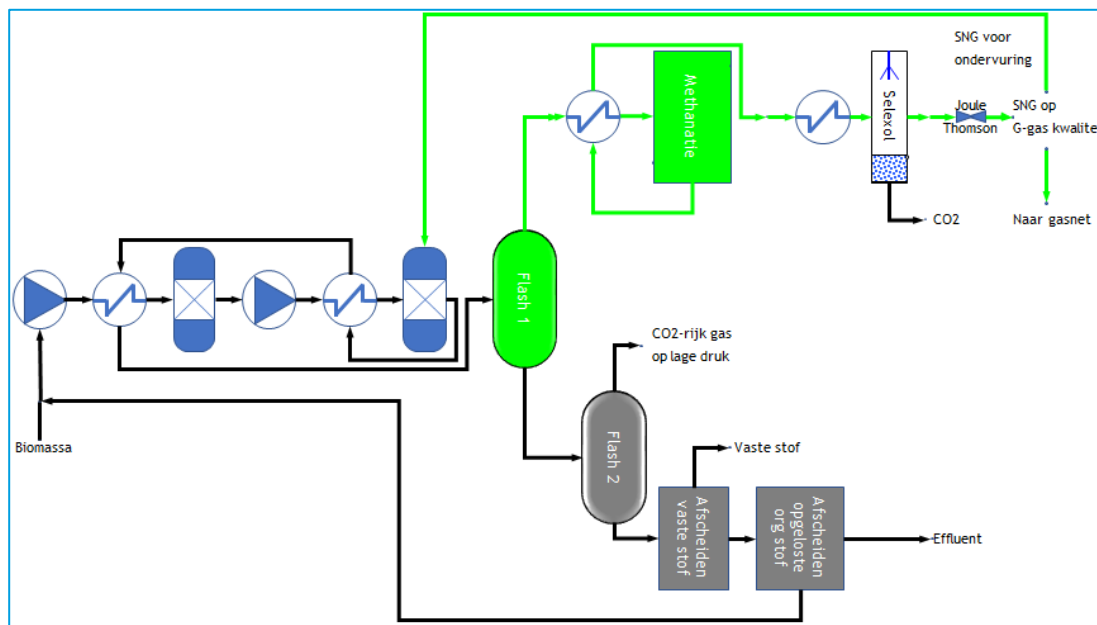 SNG voor
ondervuring
Methanatie
Selexol
Joule
Thomson
SNG op
G-gas kwalite
CO2
Naar gasnet
Flash 1
CO2-rijk gas
op lage druk
Biomassa
Flash 2
Vaste stof
Afscheiden
vaste stof
Afscheiden
opgeloste
org stof
Effluent